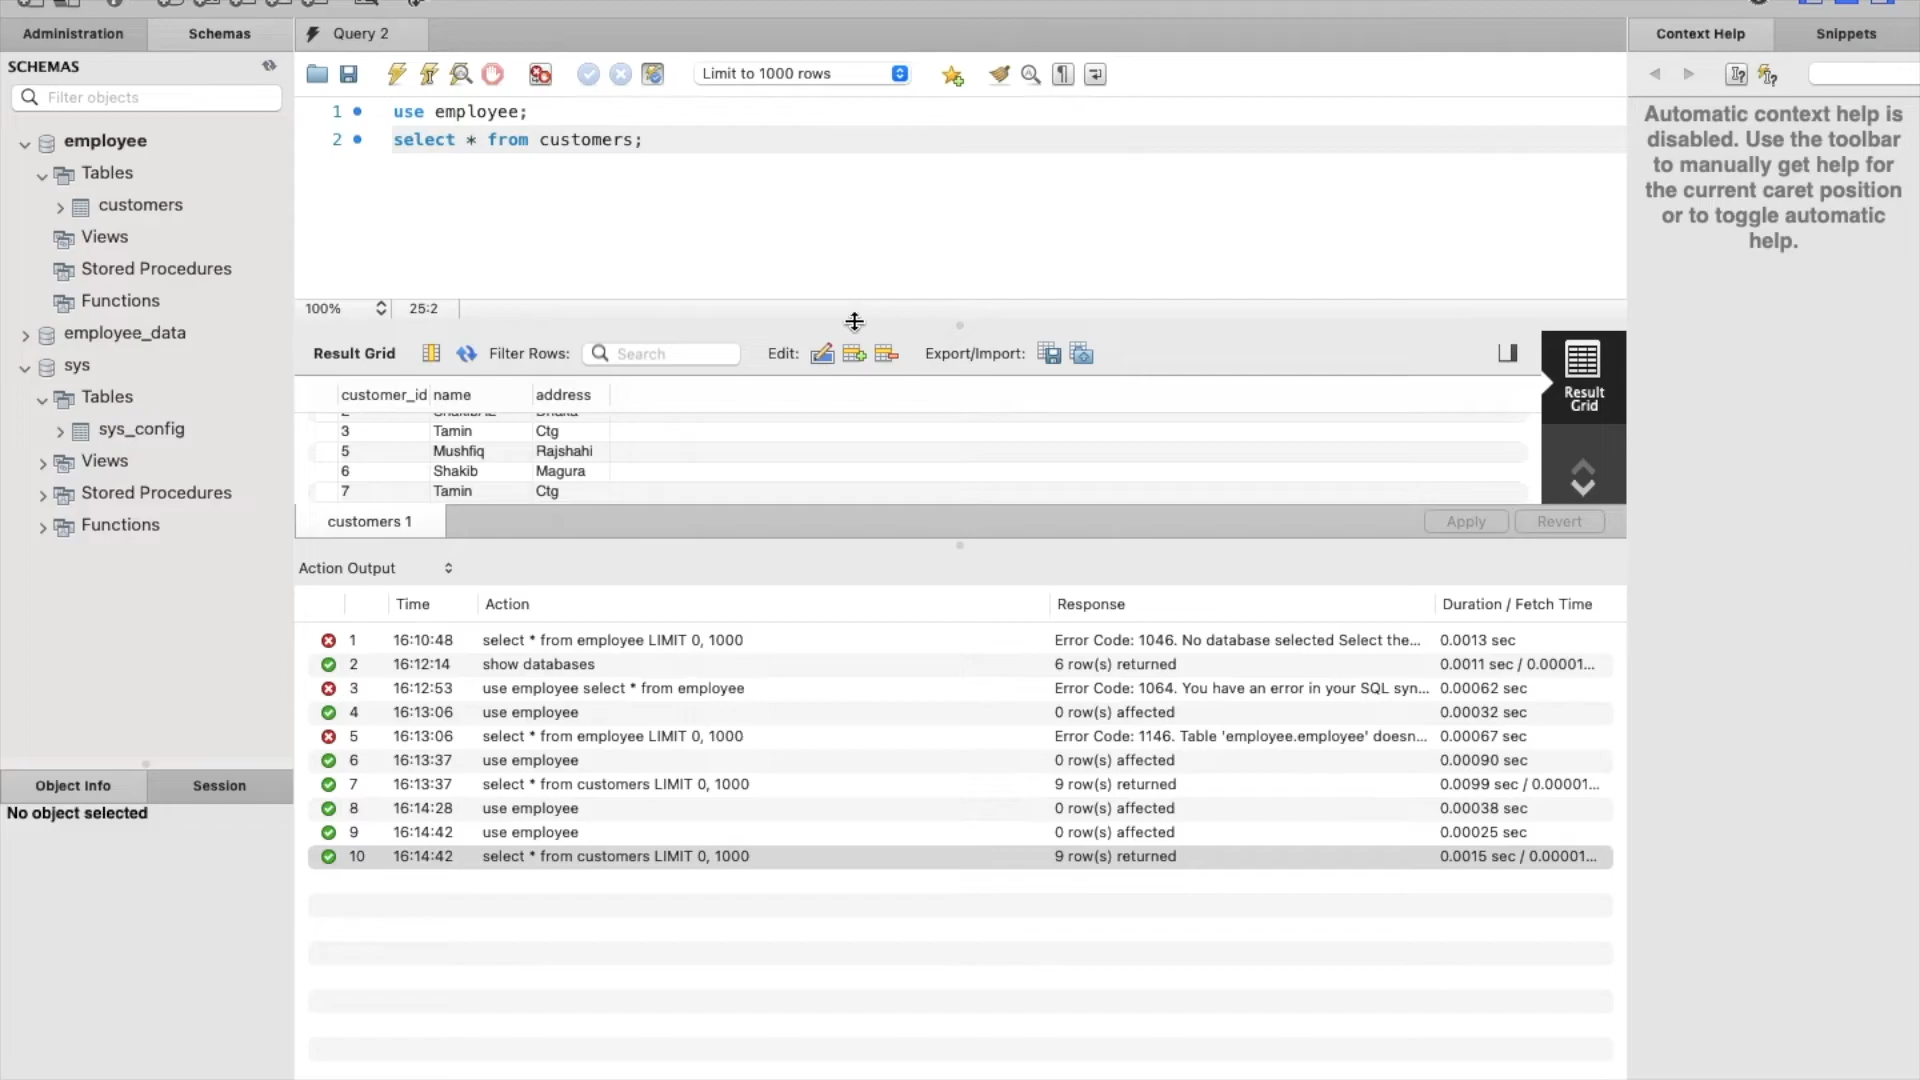 Administration
Schemas
Query 2
Context Help
Snippets
SCHEMAS
Filter objects
Limit to 1000 rows
1 use employee;
2 select * from customers;
employee
Tables
customers
Views
Stored Procedures
Functions
employee_data
sys
Tables
sys_config
Views
Stored Procedures
Functions
Automatic context help is
disabled. Use the toolbar
to manually get help for
the current caret position
or to toggle automatic
help.
100% 25:2
Result Grid Filter Rows: Search Edit: Export/Import:
Result
Grid
customer_id name address
3 Tamin Ctg
5 Mushfiq Rajshahi
6 Shakib Magura
7 Tamin Ctg
customers 1
Apply Revert
Action Output
Time Action Response Duration / Fetch Time
1 16:10:48 select * from employee LIMIT 0, 1000 Error Code: 1046. No database selected Select the... 0.0013 sec
2 16:12:14 show databases 6 row(s) returned 0.0011 sec / 0.00001...
3 16:12:53 use employee select * from employee Error Code: 1064. You have an error in your SQL syn... 0.00062 sec
4 16:13:06 use employee 0 row(s) affected 0.00032 sec
5 16:13:06 select * from employee LIMIT 0, 1000 Error Code: 1146. Table 'employee.employee' doesn... 0.00067 sec
6 16:13:37 use employee 0 row(s) affected 0.00090 sec
7 16:13:37 select * from customers LIMIT 0, 1000 9 row(s) returned 0.0099 sec / 0.00001...
8 16:14:28 use employee 0 row(s) affected 0.00038 sec
9 16:14:42 use employee 0 row(s) affected 0.00025 sec
10 16:14:42 select * from customers LIMIT 0, 1000 9 row(s) returned 0.0015 sec / 0.00001...
Object Info
Session
No object selected